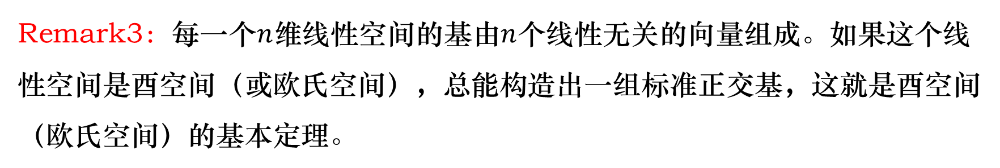 Remark3：每一个n维线性空间的基由n个线性无关的向量组成。如果这个线
性空间是酉空间（或欧氏空间），总能构造出一组标准正交基，这就是酉空间
（欧氏空间）的基本定理。